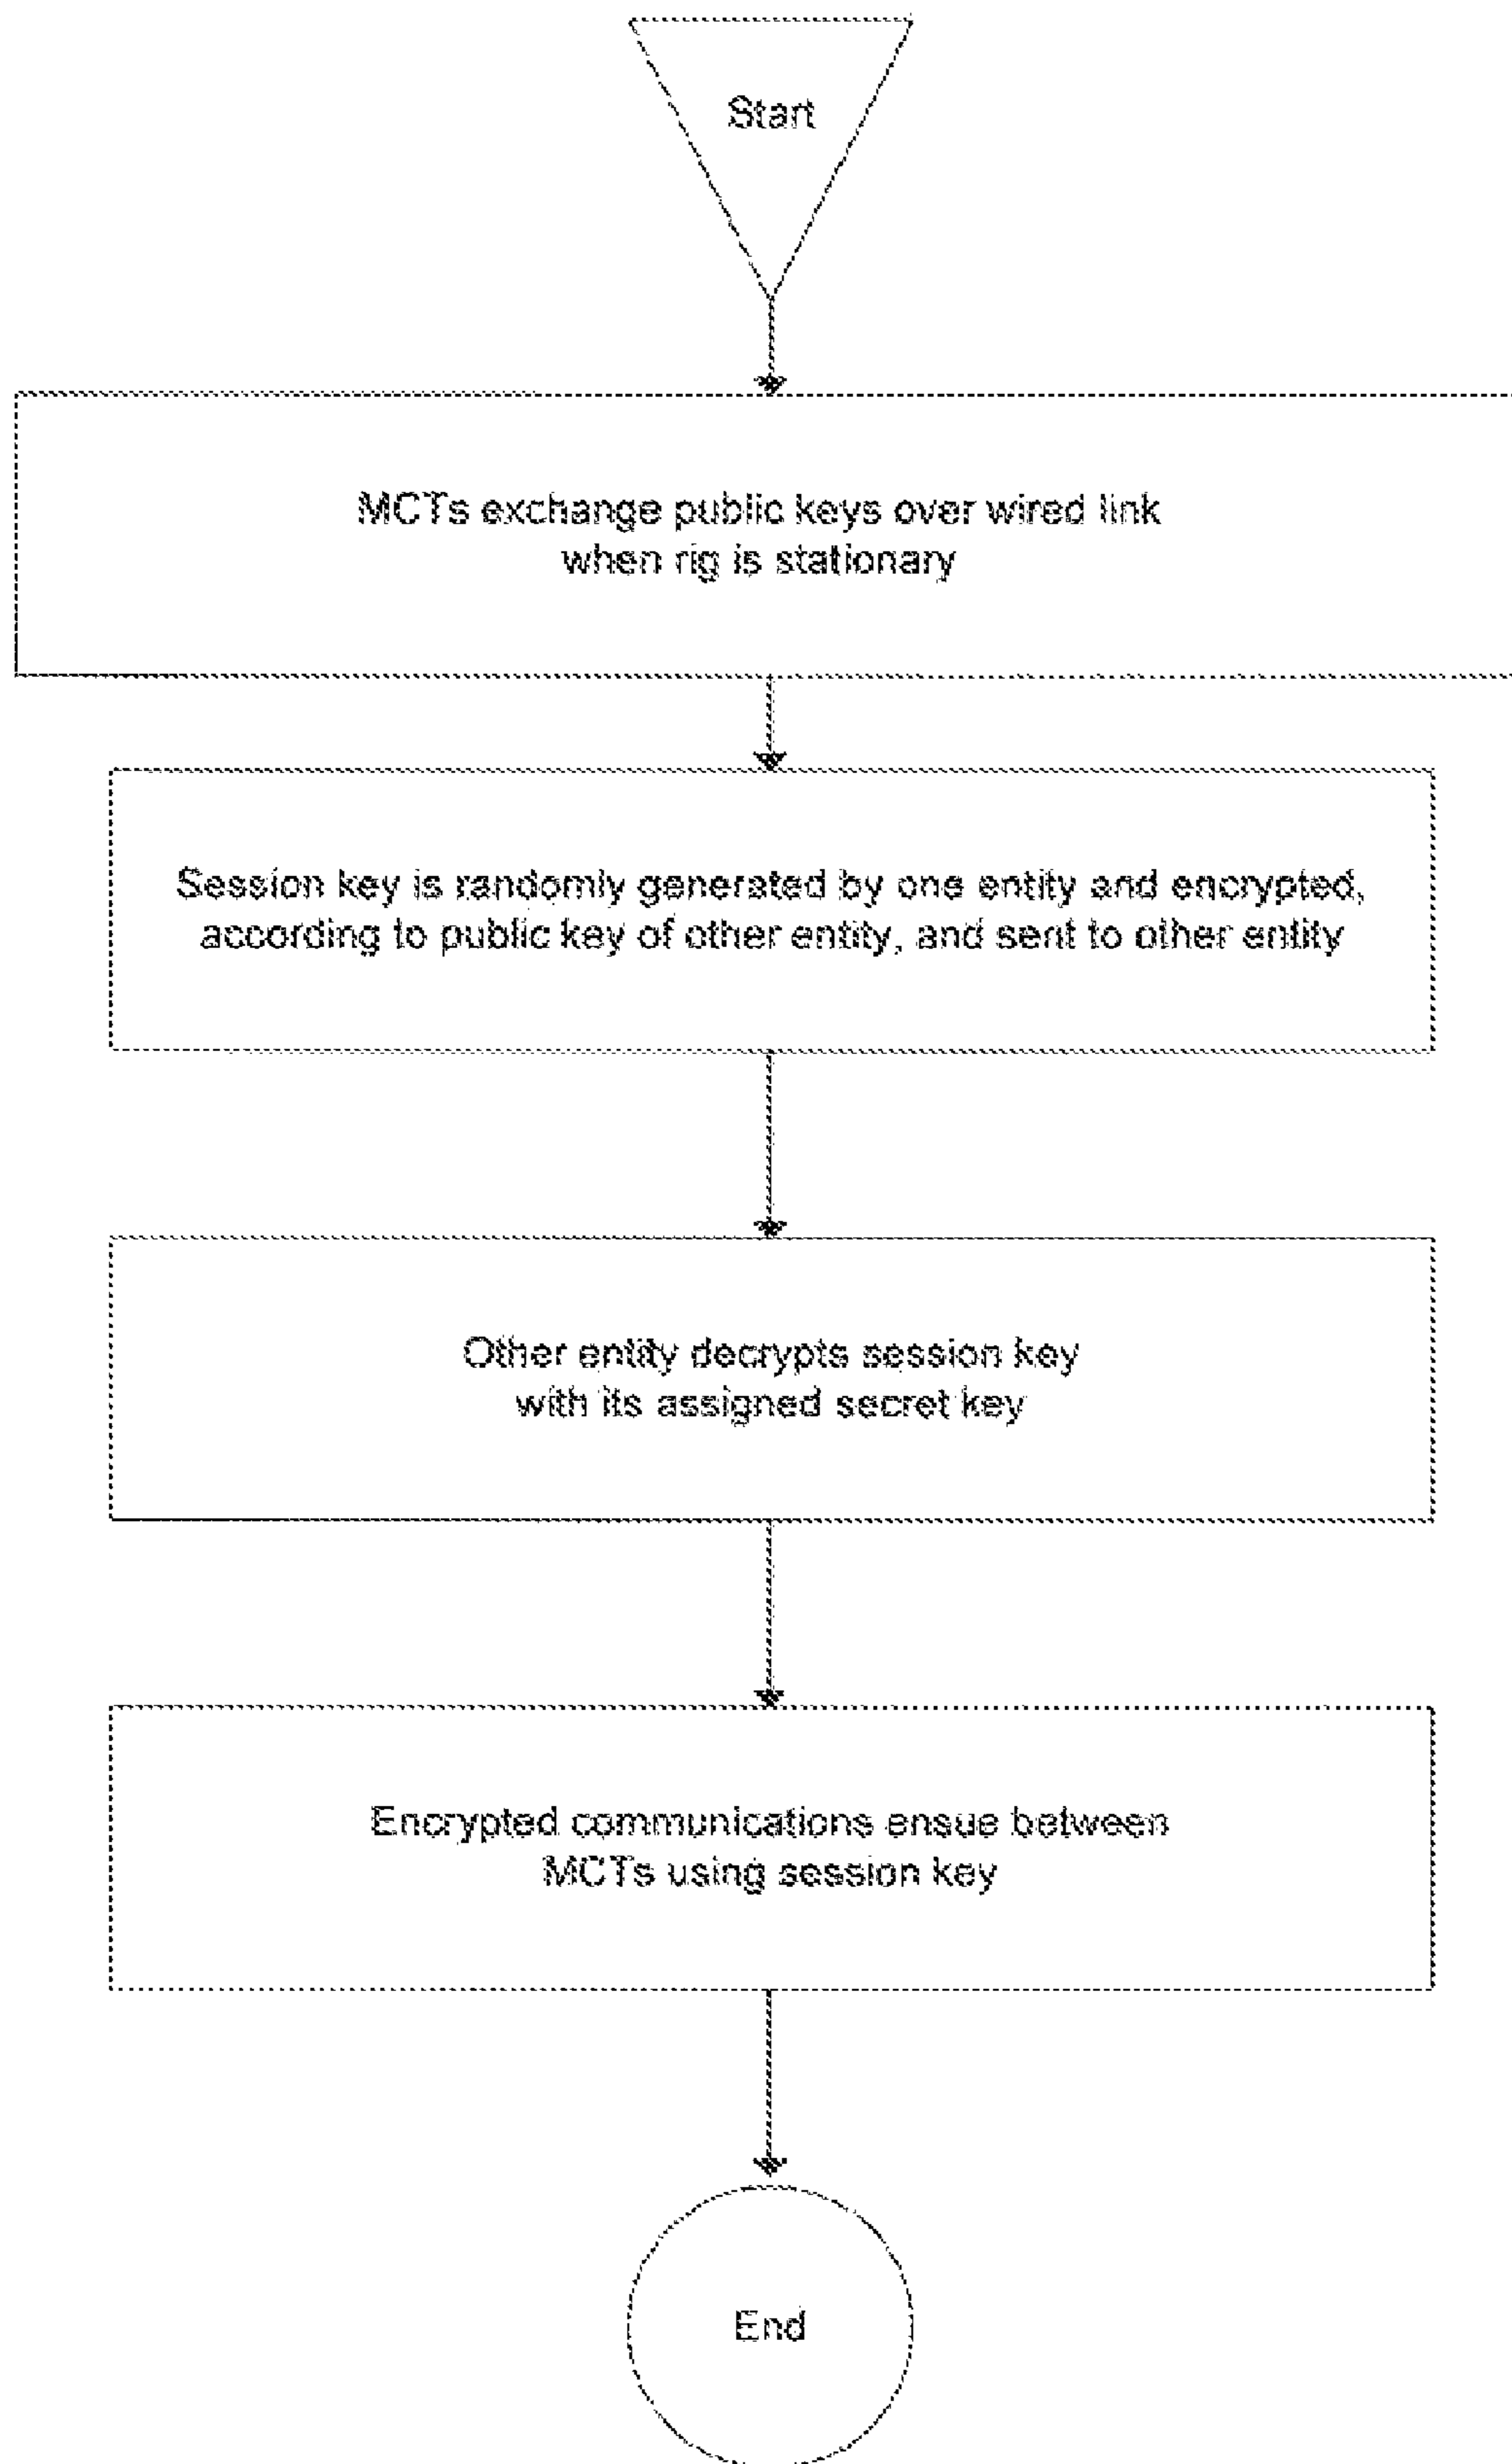 Start
MCTs exchange public keys over wired link
when rig is stationary
Session key is randomly generated by one entity and encrypted,
according to public key of other entity, and sent to other entity
Other entity decrypts session key
with its assigned secret key
Encrypted communications ensue between
MCTs using session key
End